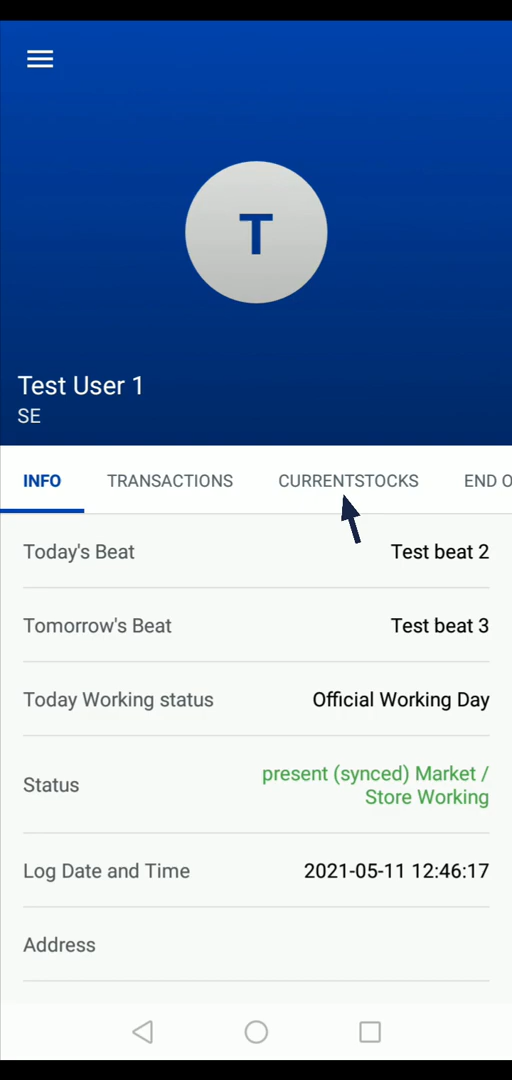 T
Test User 1
SE
INFO TRANSACTIONS CURRENTSTOCKS END O
Today's Beat Test beat 2
Tomorrow's Beat Test beat 3
Today Working status Official Working Day
Status present (synced) Market /
Store Working
Log Date and Time 2021-05-11 12:46:17
Address